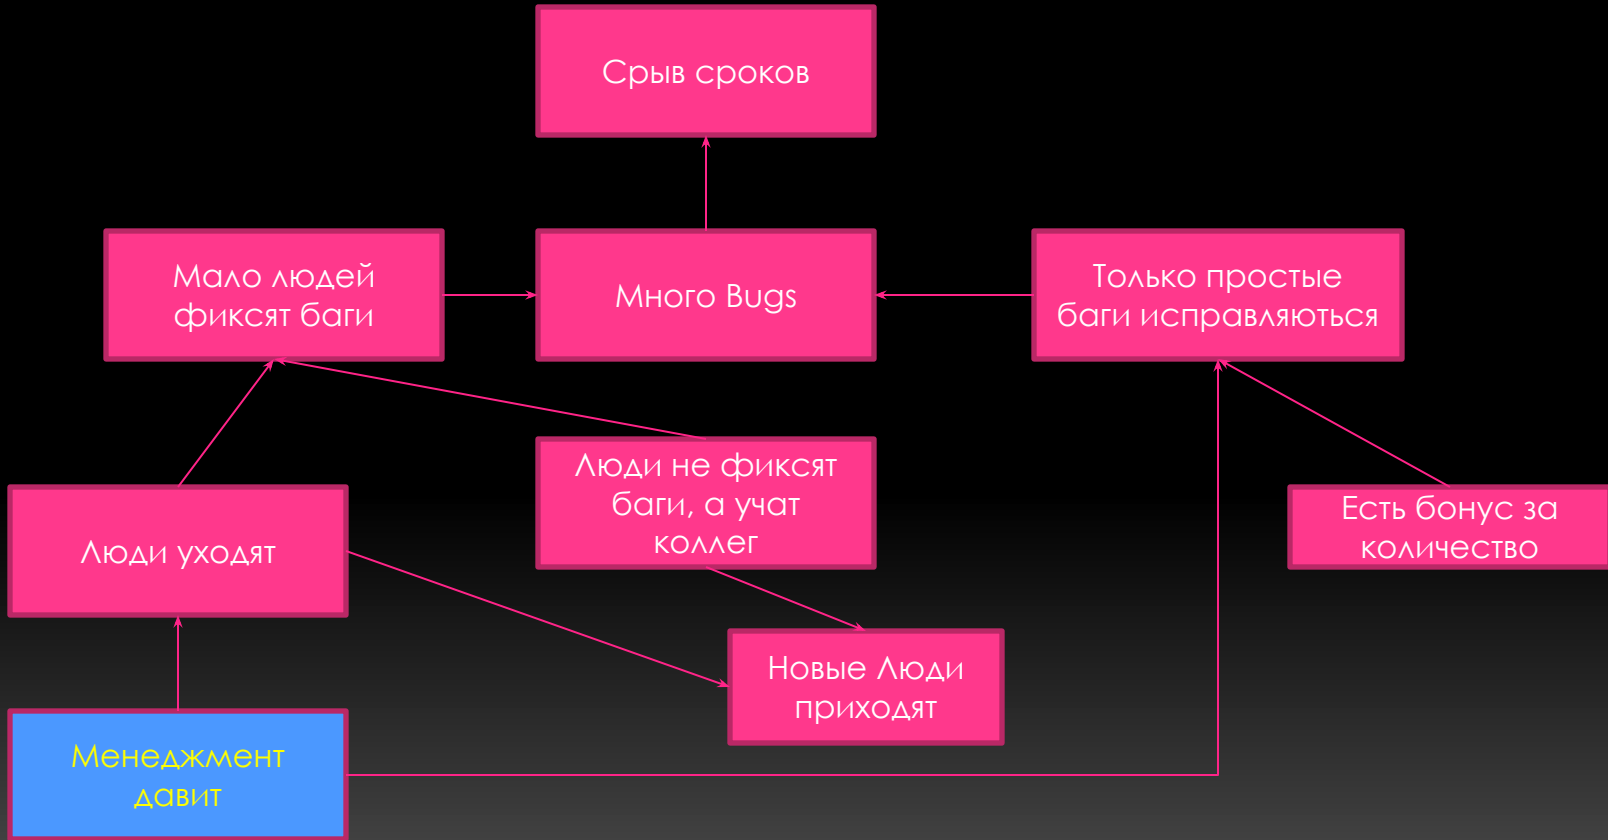 Срыв сроков
Мало людей
фиксят баги
Много Bugs
Только простые
баги исправляються
Люди не фиксят
баги, а учат
коллег
Люди уходят
Есть бонус за
количество
Новые Люди
приходят
Менеджмент
давит